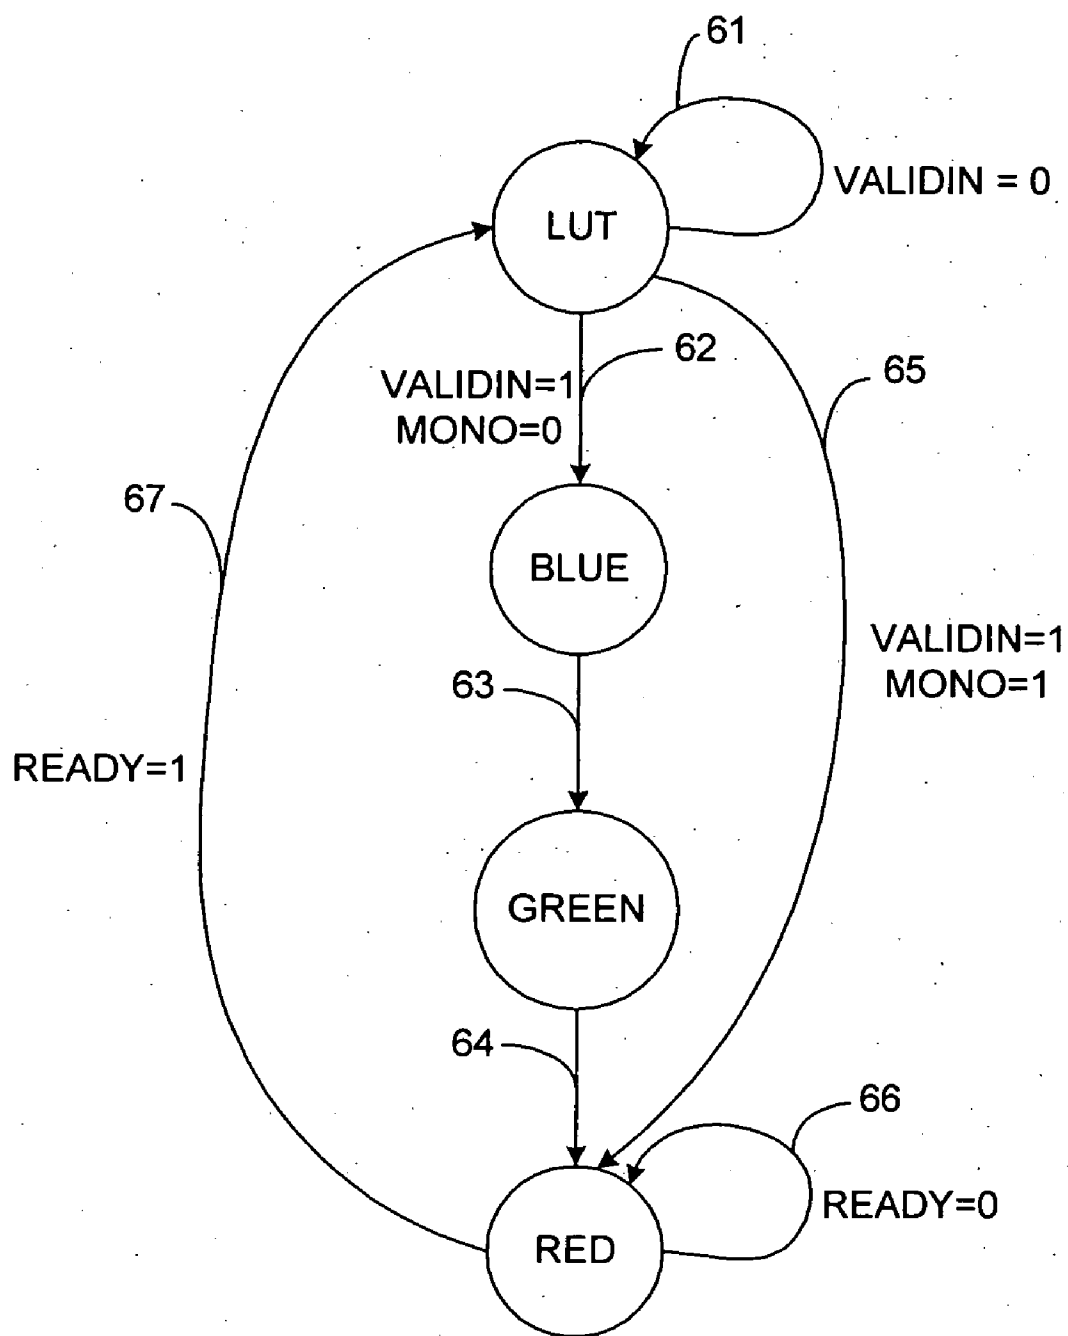 61
VALIDIN = 0
LUT
62
VALIDIN=1
MONO=0
65
67
BLUE
VALIDIN=1
MONO=1
63
READY=1
GREEN
64
66
READY=0
RED